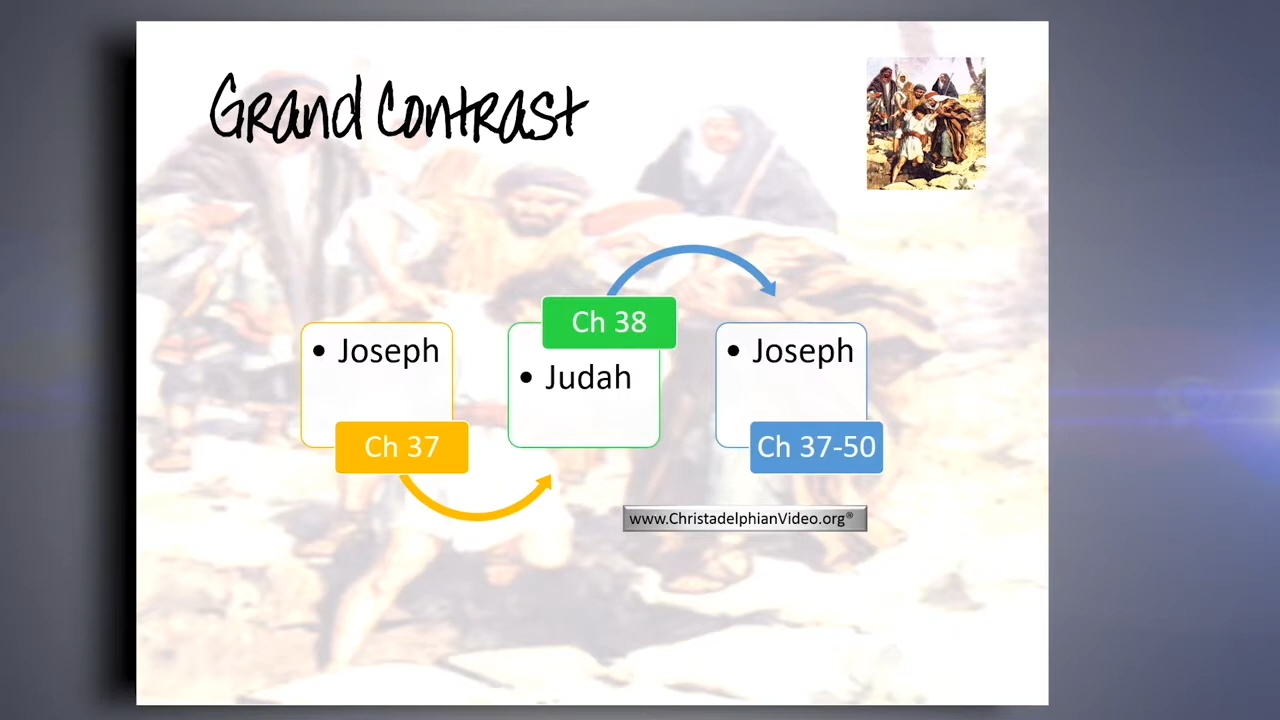 Grand Contrast
Ch 38
• Joseph
• Judah
• Joseph
Ch 37
Ch 37-50
www.ChristadelphianVideo.org®